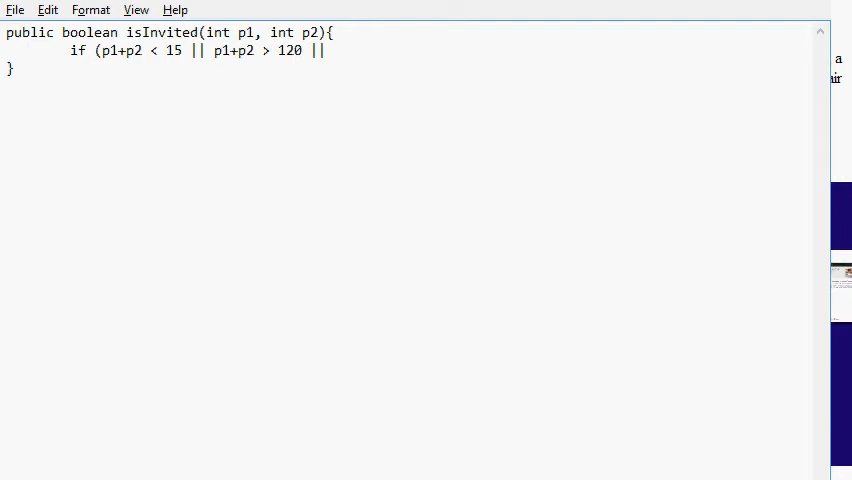 File Edit Format View Help
public boolean isInvited(int p1, int p2){
        if (p1+p2 < 15 || p1+p2 > 120 ||
}
a
air